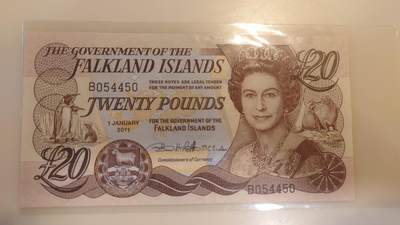 THE GOVERNMENT OF THE
FALKLAND ISLANDS
£20
THESE NOTES ARE LEGAL TENDER
FOR THE PAYMENT OF ANY AMOUNT
B054450
TWENTY POUNDS
1 JANUARY
2011
FOR THE GOVERNMENT OF THE
FALKLAND ISLANDS
£20
Commissioners of Currency
B054450